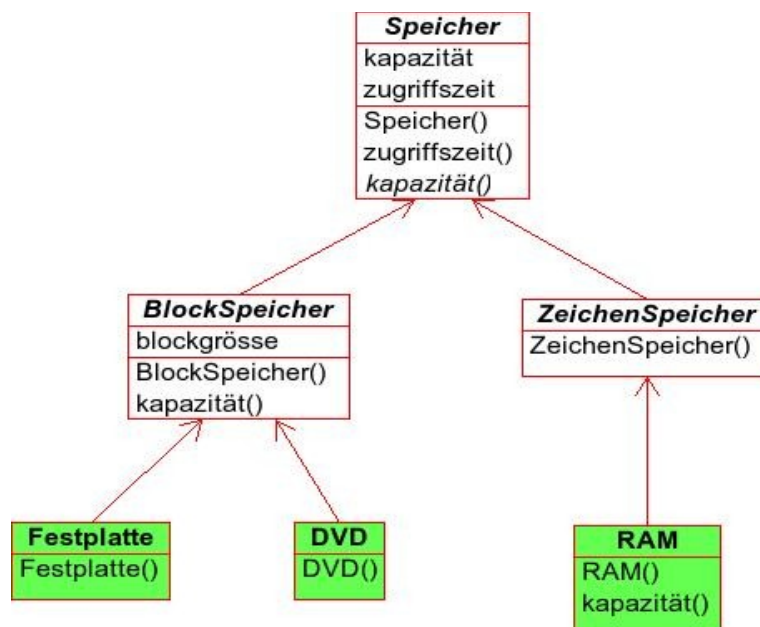 Speicher
kapazität
zugriffszeit
Speicher()
zugriffszeit()
kapazität()
BlockSpeicher
blockgrösse
BlockSpeicher()
kapazität()
ZeichenSpeicher
ZeichenSpeicher()
Festplatte
Festplatte()
DVD
DVD()
RAM
RAM()
kapazität()